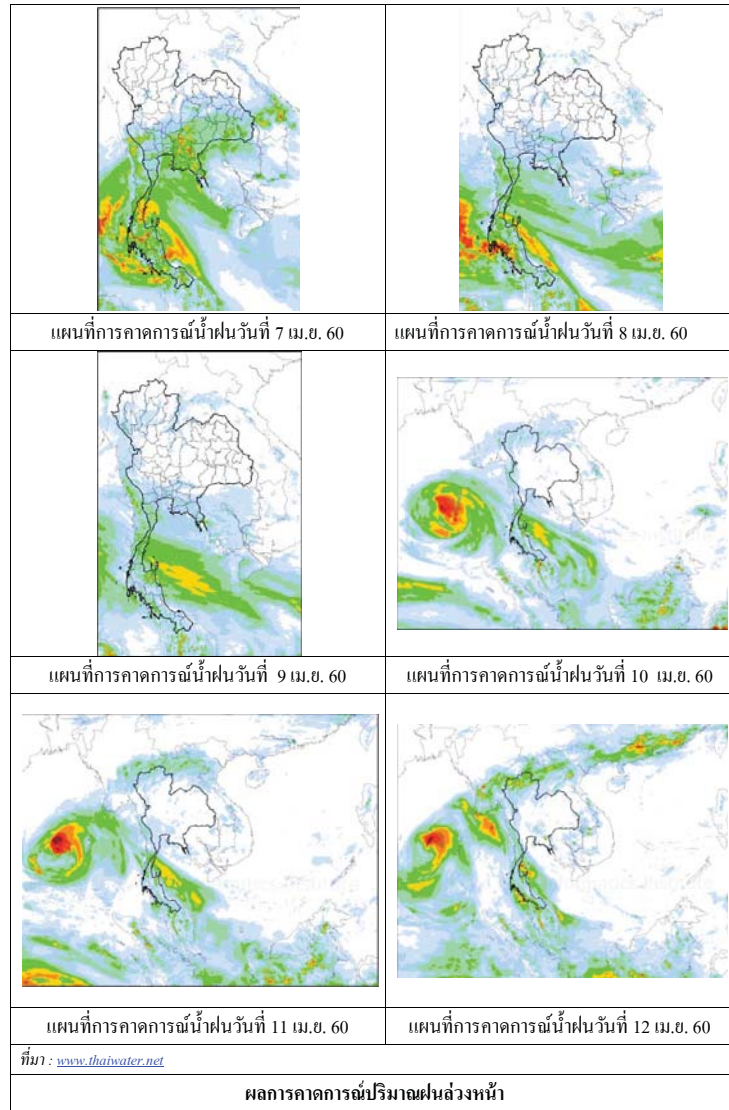 แผนที่การคาดการณ์น้ำฝนวันที่ 7 เม.ย. 60
แผนที่การคาดการณ์น้ำฝนวันที่ 8 เม.ย. 60
แผนที่การคาดการณ์น้ำฝนวันที่ 9 เม.ย. 60
แผนที่การคาดการณ์น้ำฝนวันที่ 10 เม.ย. 60
แผนที่การคาดการณ์น้ำฝนวันที่ 11 เม.ย. 60
แผนที่การคาดการณ์น้ำฝนวันที่ 12 เม.ย. 60
ที่มา : www.thaiwater.net
ผลการคาดการณ์ปริมาณฝนล่วงหน้า